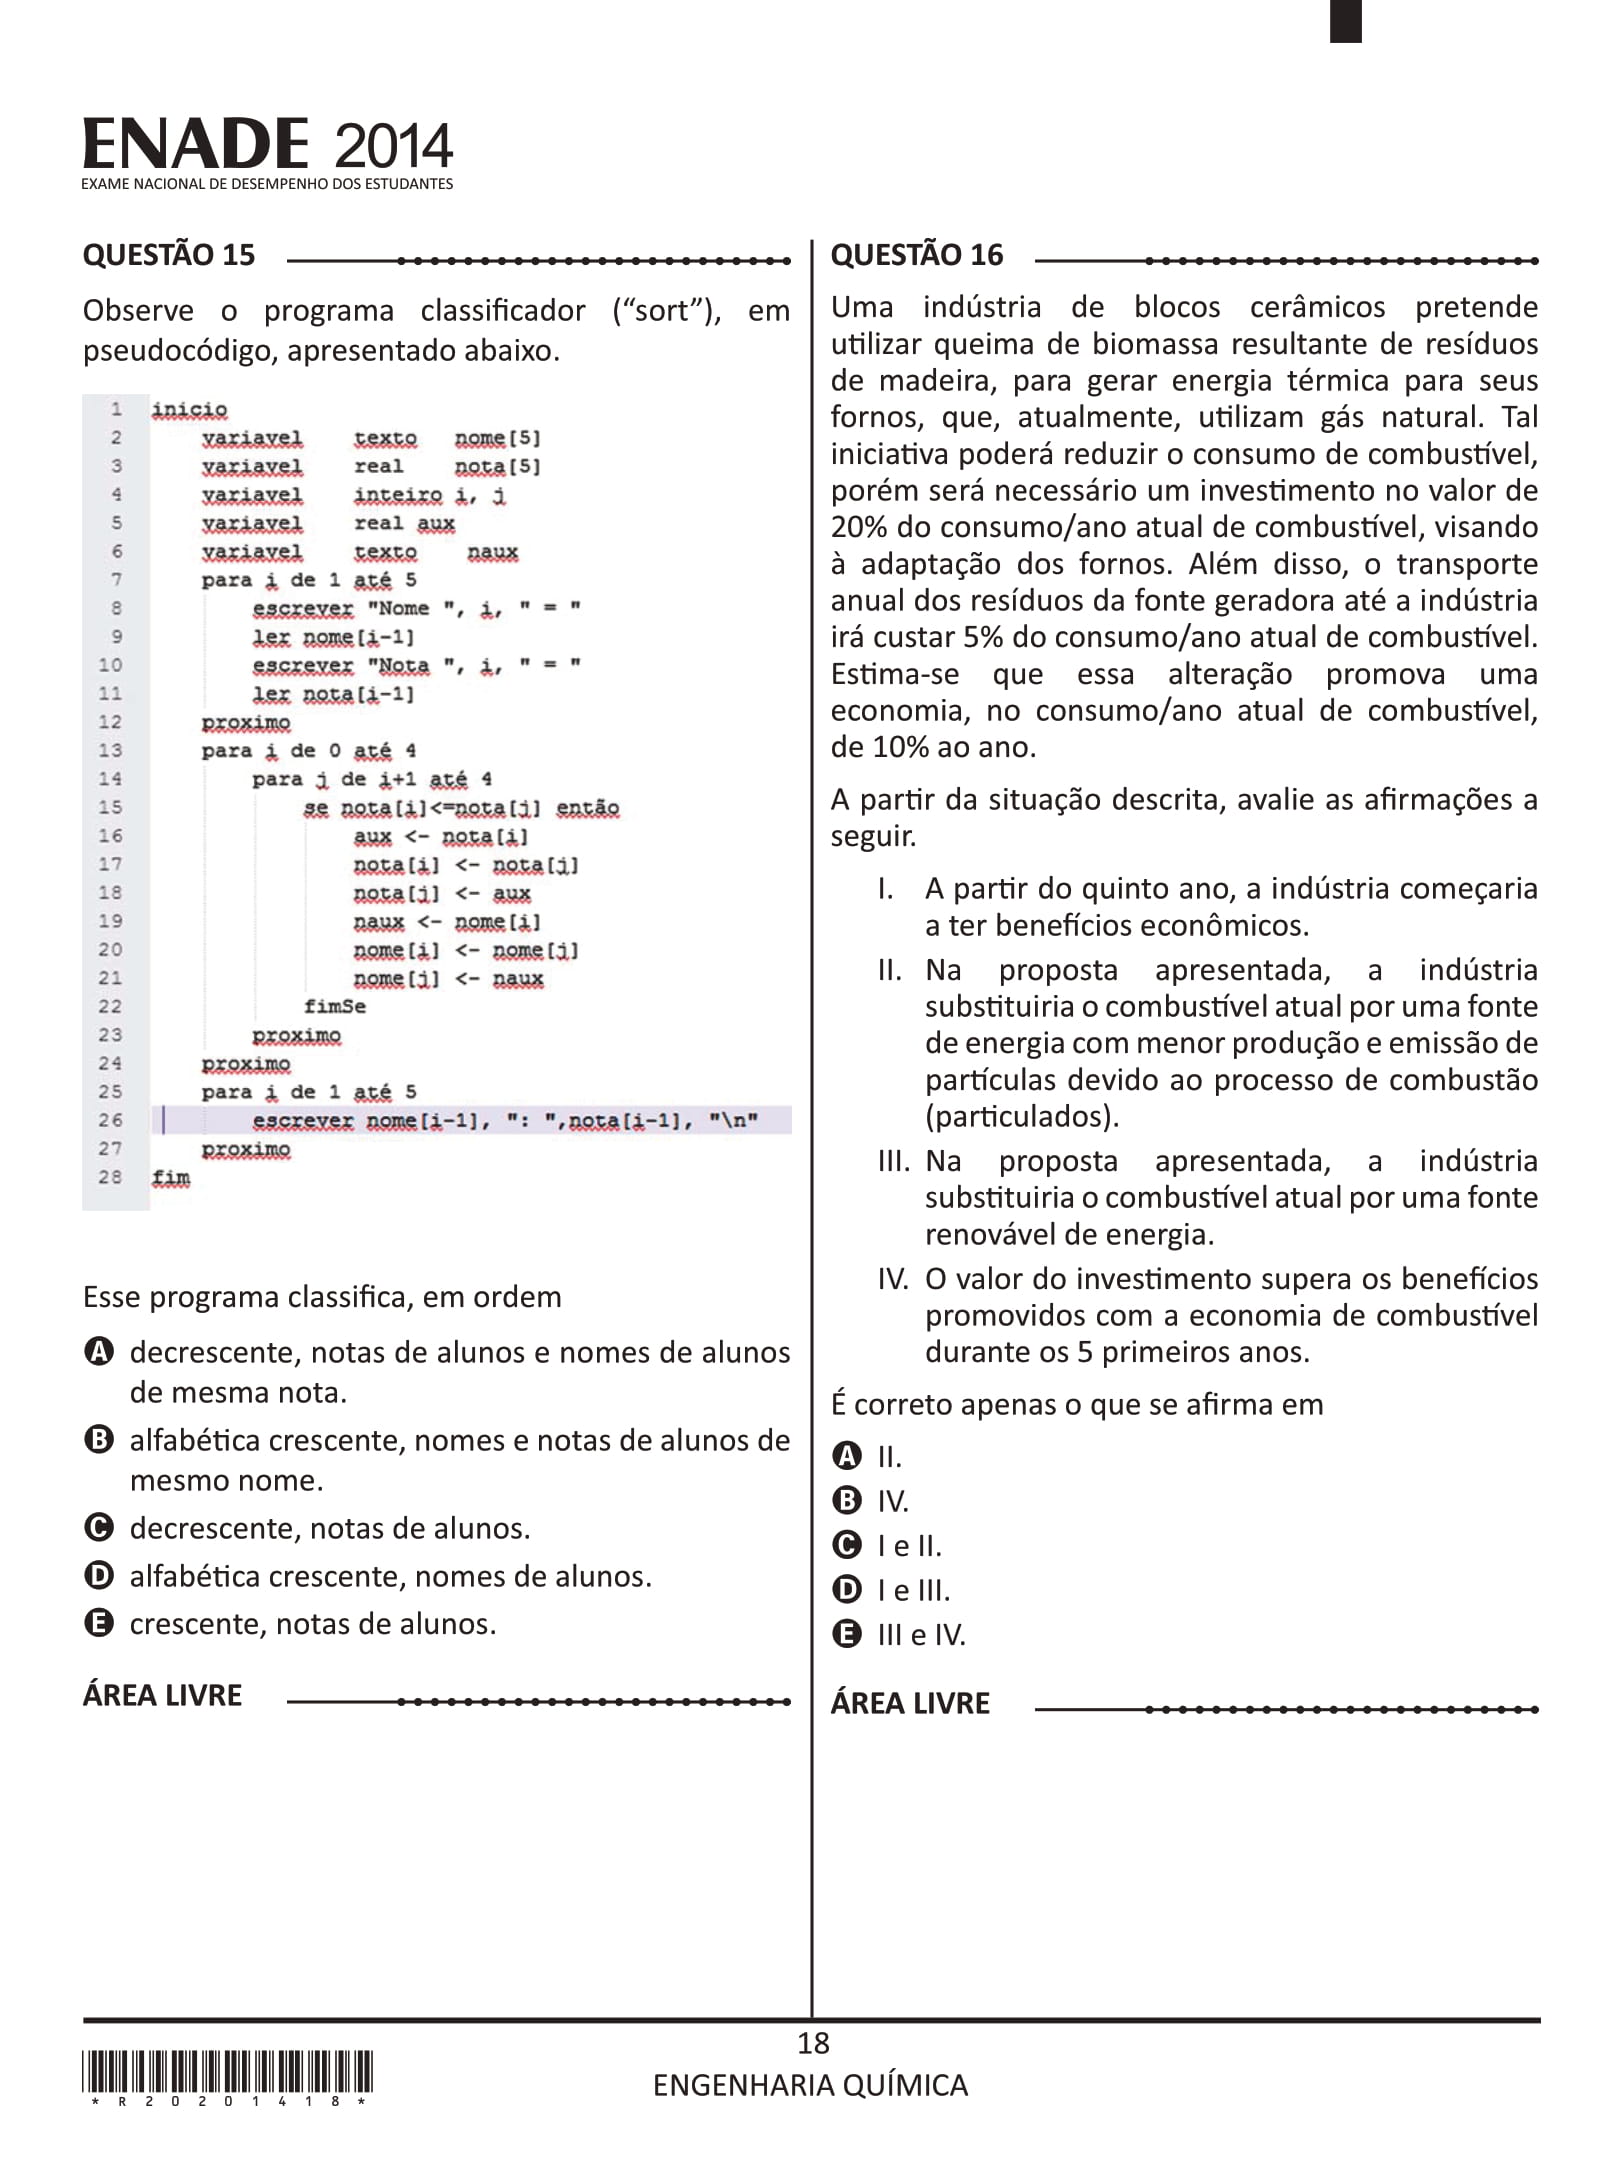 ENADE 2014
EXAME NACIONAL DE DESEMPENHO DOS ESTUDANTES
QUESTÃO 15
Observe o programa classificador (“sort”), em
pseudocódigo, apresentado abaixo.
1 inicio
2 variavel texto nome[5]
3 variavel real nota[5]
4 variavel inteiro i, j
5 variavel real aux
6 variavel texto naux
7 para i de 1 até 5
8 escrever "Nome ", i, " = "
9 ler nome[i-1]
10 escrever "Nota ", i, " = "
11 ler nota[i-1]
12 proximo
13 para i de 0 até 4
14 para j de i+1 até 4
15 se nota[i]<=nota[j] então
16 aux <- nota[i]
17 nota[i] <- nota[j]
18 nota[j] <- aux
19 naux <- nome[i]
20 nome[i] <- nome[j]
21 nome[j] <- naux
22 fimSe
23 proximo
24 proximo
25 para i de 1 até 5
26 escrever nome[i-1], ": ",nota[i-1], "\n"
27 proximo
28 fim
Esse programa classifica, em ordem
A decrescente, notas de alunos e nomes de alunos
de mesma nota.
B alfabética crescente, nomes e notas de alunos de
mesmo nome.
C decrescente, notas de alunos.
D alfabética crescente, nomes de alunos.
E crescente, notas de alunos.
ÁREA LIVRE
QUESTÃO 16
Uma indústria de blocos cerâmicos pretende
utilizar queima de biomassa resultante de resíduos
de madeira, para gerar energia térmica para seus
fornos, que, atualmente, utilizam gás natural. Tal
iniciativa poderá reduzir o consumo de combustível,
porém será necessário um investimento no valor de
20% do consumo/ano atual de combustível, visando
à adaptação dos fornos. Além disso, o transporte
anual dos resíduos da fonte geradora até a indústria
irá custar 5% do consumo/ano atual de combustível.
Estima-se que essa alteração promova uma
economia, no consumo/ano atual de combustível,
de 10% ao ano.
A partir da situação descrita, avalie as afirmações a
seguir.
I. A partir do quinto ano, a indústria começaria
a ter benefícios econômicos.
II. Na proposta apresentada, a indústria
substituiria o combustível atual por uma fonte
de energia com menor produção e emissão de
partículas devido ao processo de combustão
(particulados).
III. Na proposta apresentada, a indústria
substituiria o combustível atual por uma fonte
renovável de energia.
IV. O valor do investimento supera os benefícios
promovidos com a economia de combustível
durante os 5 primeiros anos.
É correto apenas o que se afirma em
A II.
B IV.
C I e II.
D I e III.
E III e IV.
ÁREA LIVRE
18
ENGENHARIA QUÍMICA
* R 2 0 2 0 1 4 1 8 *